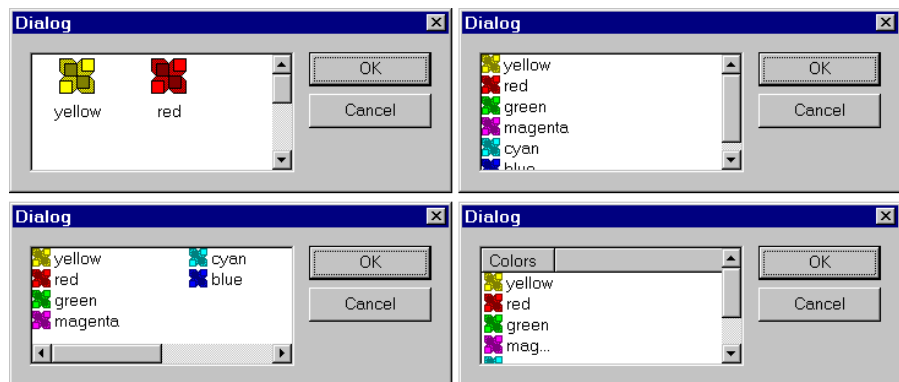 Dialog
yellow red
OK
Cancel
Dialog
yellow
red
green
magenta
cyan
blue
OK
Cancel
Dialog
yellow cyan
red blue
green
magenta
OK
Cancel
Dialog
Colors
yellow
red
green
mag...
OK
Cancel